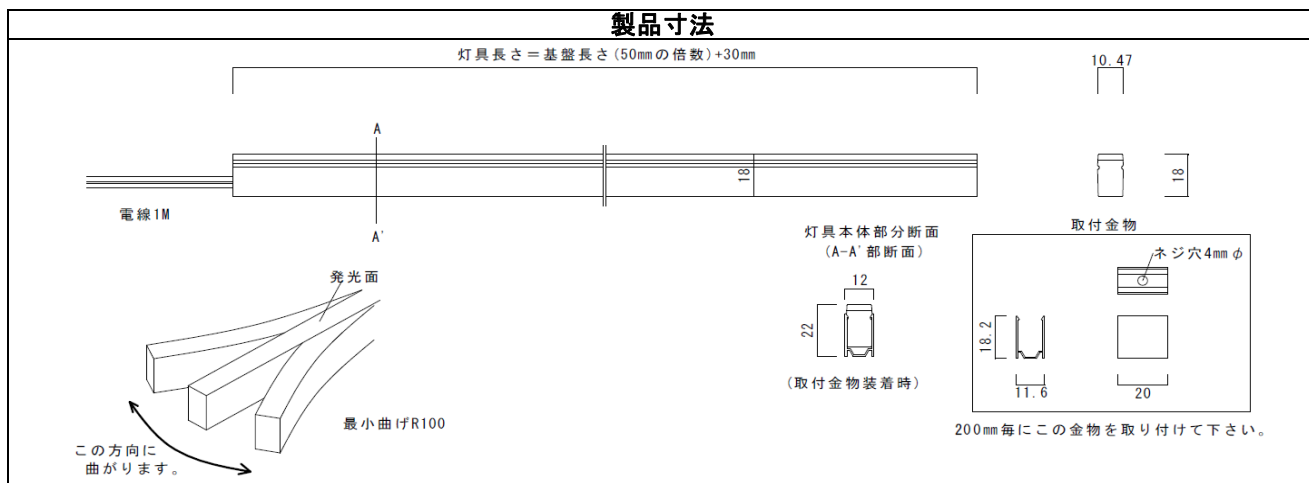 製品寸法
灯具長さ＝基盤長さ(50㎜の倍数)+30㎜
10.47
A
18
18
電線1M
A'
灯具本体部分断面
(A-A'部断面)
取付金物
ネジ穴4㎜φ
発光面
12
22
18.2
(取付金物装着時)
11.6
20
最小曲げR100
200㎜毎にこの金物を取り付けて下さい。
この方向に
曲がります。